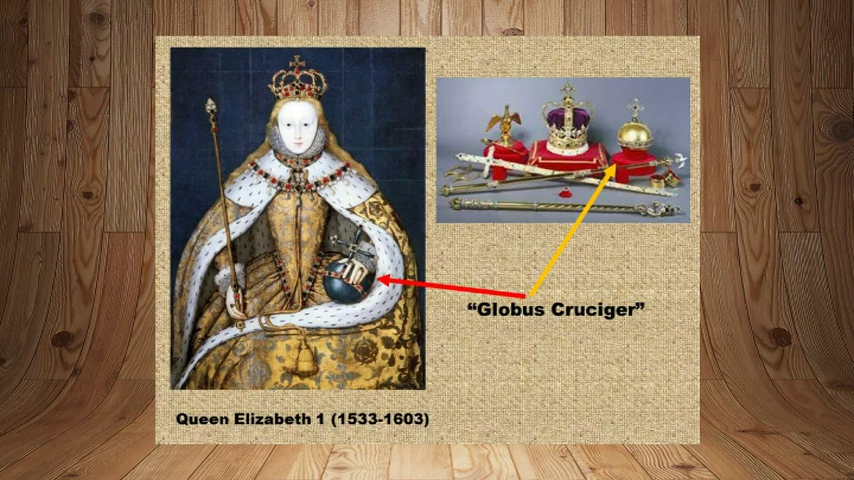 “Globus Cruciger”
Queen Elizabeth 1 (1533-1603)